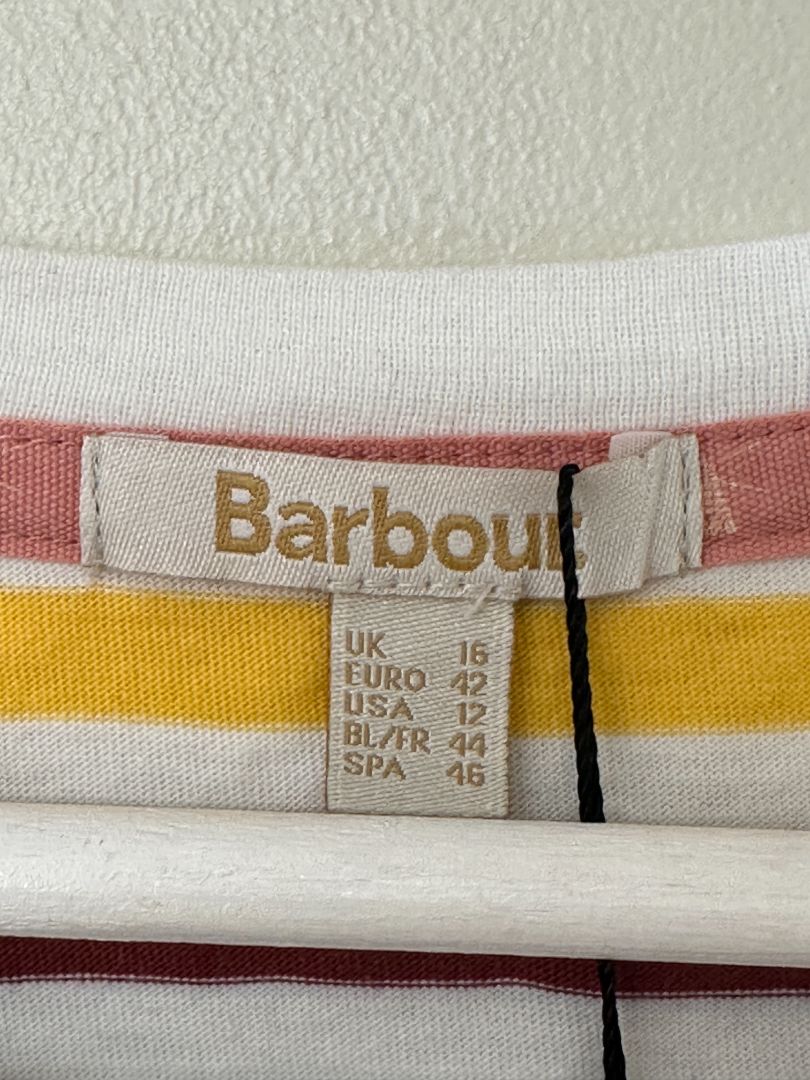 Barbour
UK 16
EURO 42
USA 12
BL/FR 44
SPA 46